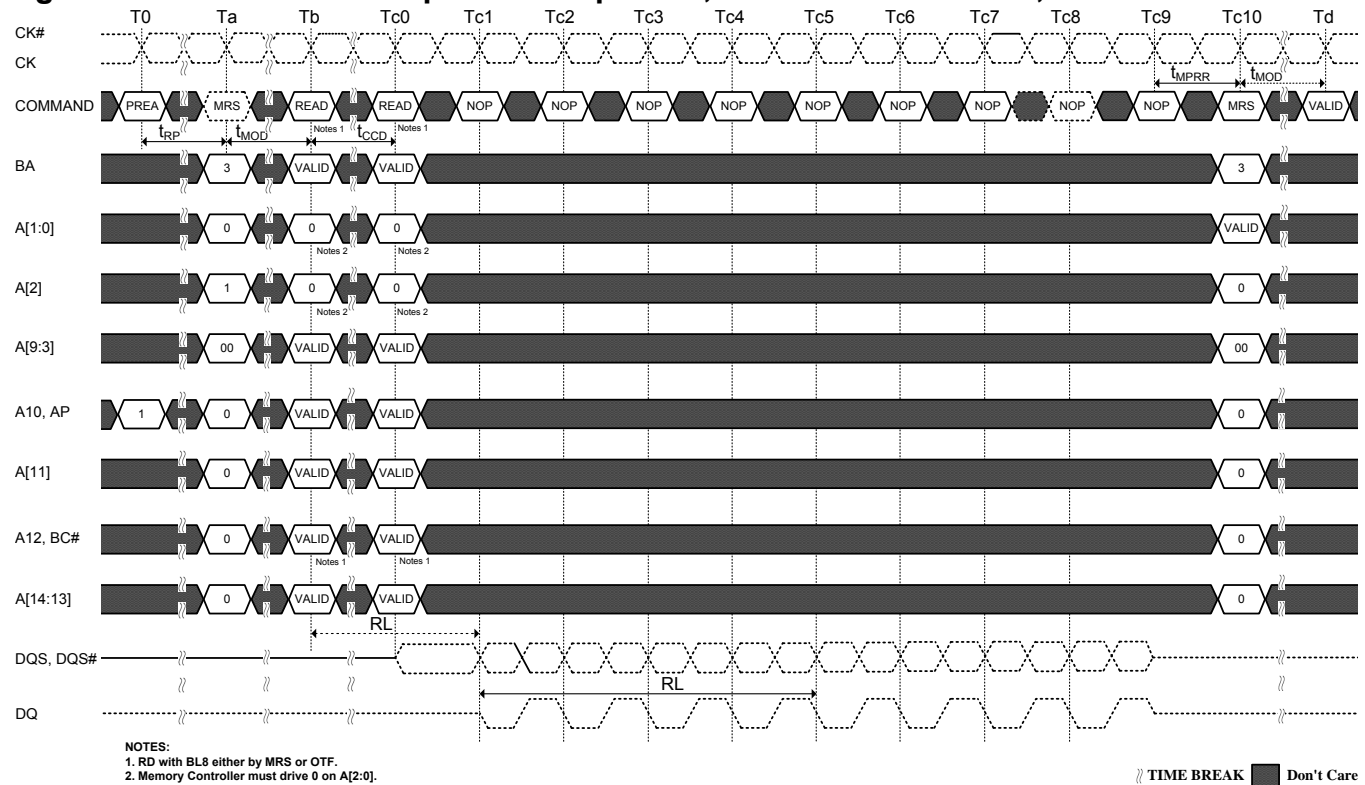 T0 Ta Tb Tc0 Tc1 Tc2 Tc3 Tc4 Tc5 Tc6 Tc7 Tc8 Tc9 Tc10 Td
CK#
CK
tMPRR tMOD
COMMAND PREA MRS READ READ NOP NOP NOP NOP NOP NOP NOP NOP NOP MRS VALID
Notes 1 Notes 1
tRP tMOD tCCD
BA 3 VALID VALID 3
A[1:0] 0 0 0 VALID
Notes 2 Notes 2
A[2] 1 0 0 0
Notes 2 Notes 2
A[9:3] 00 VALID VALID 00
A10, AP 1 0 VALID VALID 0
A[11] 0 VALID VALID 0
A12, BC# 0 VALID VALID 0
Notes 1 Notes 1
A[14:13] 0 VALID VALID 0
RL
DQS, DQS#
RL
DQ
NOTES:
1. RD with BL8 either by MRS or OTF.
2. Memory Controller must drive 0 on A[2:0].
TIME BREAK Don't Care